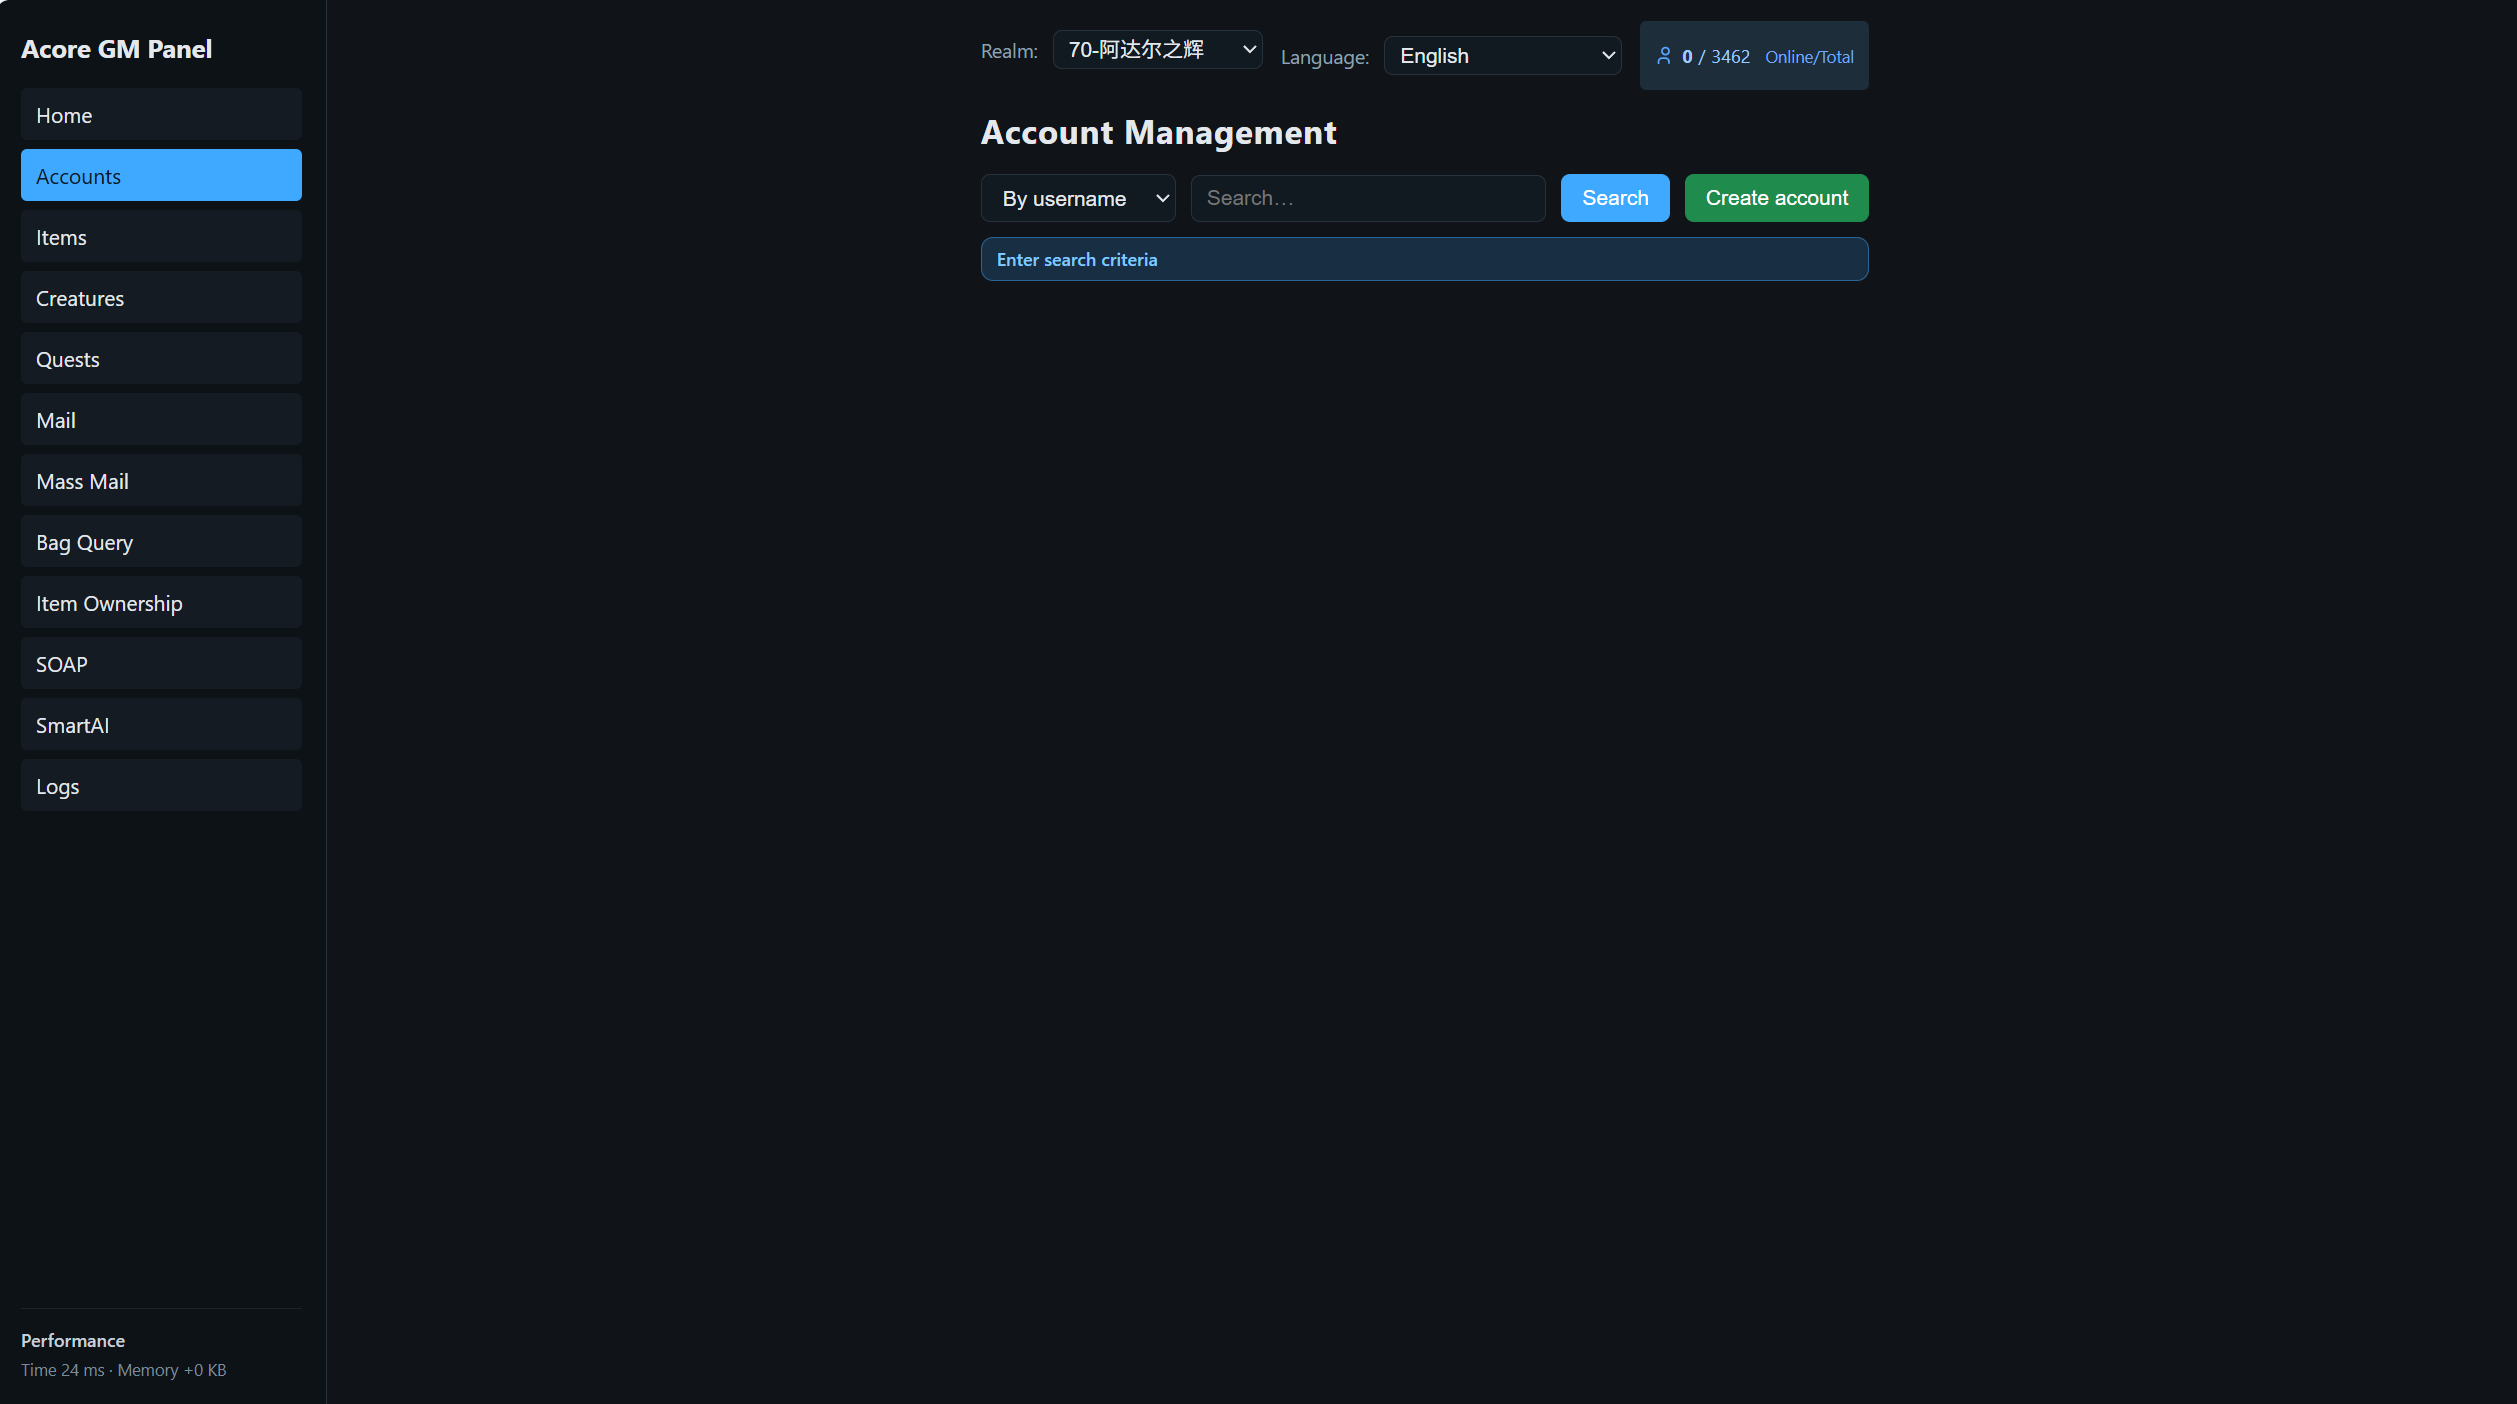 Acore GM Panel
Home
Accounts
Items
Creatures
Quests
Mail
Mass Mail
Bag Query
Item Ownership
SOAP
SmartAI
Logs
Performance
Time 24 ms · Memory +0 KB
Realm: 70-阿达尔之辉 Language: English 0 / 3462 Online/Total
Account Management
By username Search… Search Create account
Enter search criteria